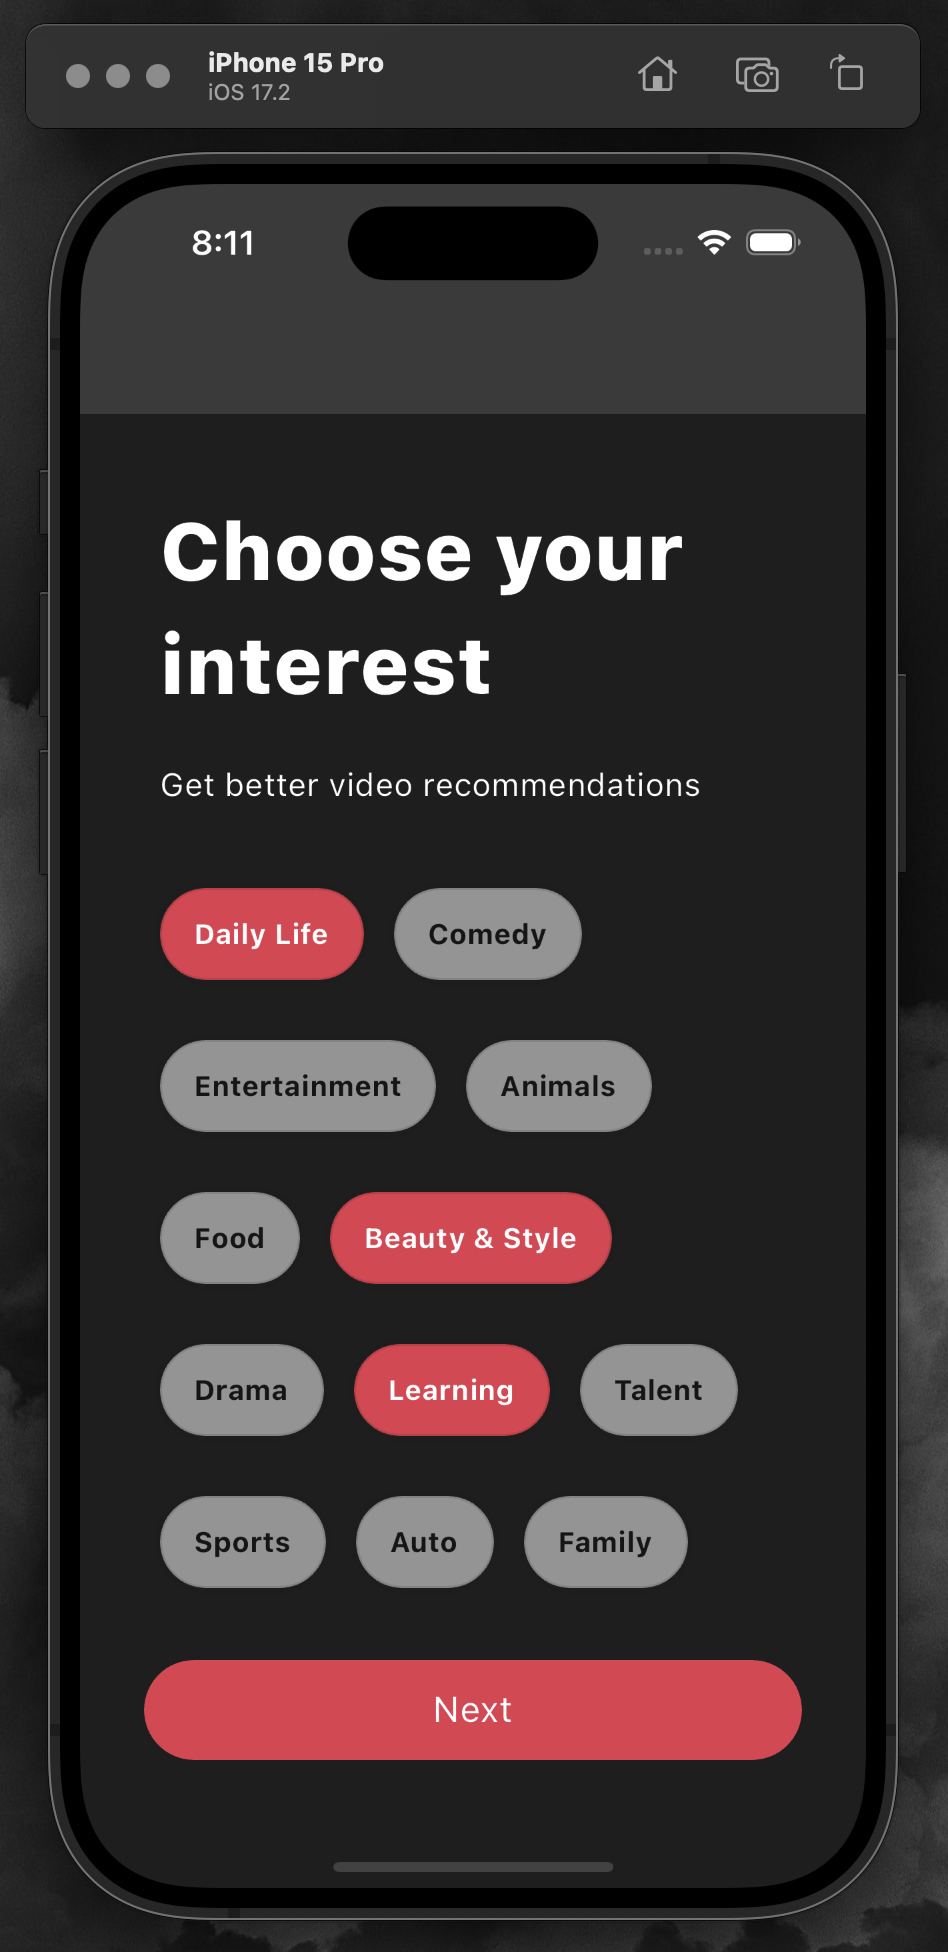 iPhone 15 Pro
iOS 17.2
8:11
Choose your
interest
Get better video recommendations
Daily Life Comedy
Entertainment Animals
Food Beauty & Style
Drama Learning Talent
Sports Auto Family
Next